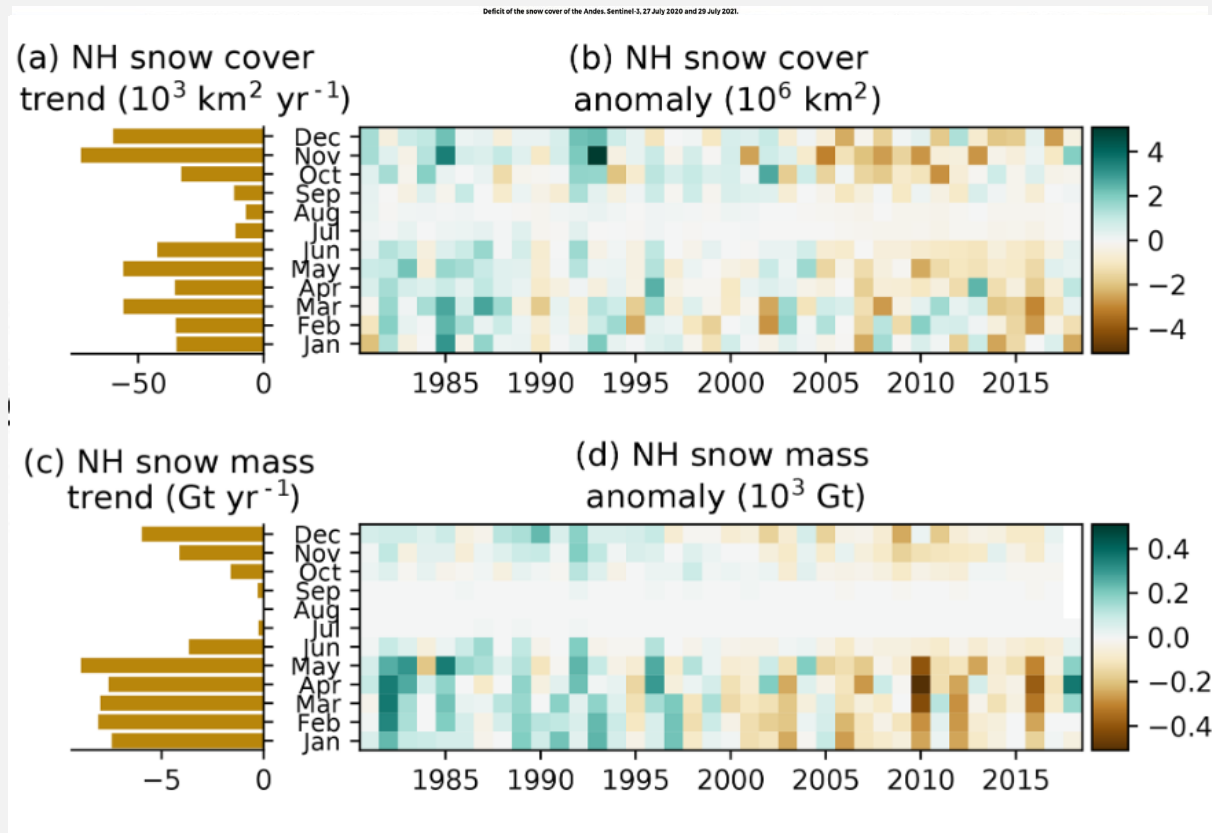 Deficit of the snow cover of the Andes. Sentinel-3, 27 July 2020 and 29 July 2021.
(a) NH snow cover
trend (10³ km² yr⁻¹)
(b) NH snow cover
anomaly (10⁶ km²)
Dec
Nov
Oct
Sep
Aug
Jul
Jun
May
Apr
Mar
Feb
Jan
4
2
0
−2
−4
−50 0
1985 1990 1995 2000 2005 2010 2015
(c) NH snow mass
trend (Gt yr⁻¹)
(d) NH snow mass
anomaly (10³ Gt)
Dec
Nov
Oct
Sep
Aug
Jul
Jun
May
Apr
Mar
Feb
Jan
0.4
0.2
0.0
−0.2
−0.4
−5 0
1985 1990 1995 2000 2005 2010 2015